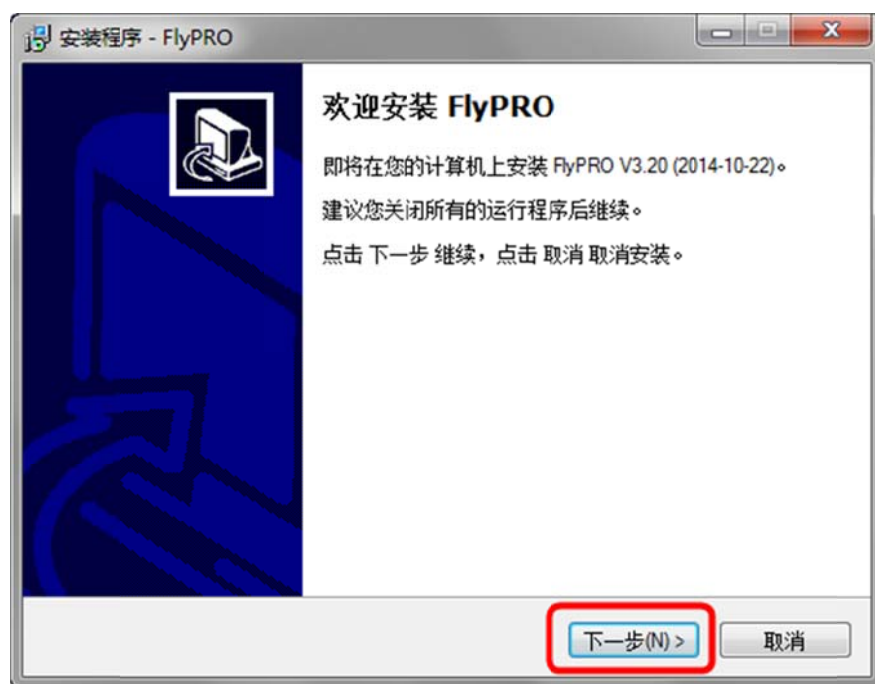 安装程序 - FlyPRO
欢迎安装 FlyPRO
即将在您的计算机上安装 FlyPRO V3.20 (2014-10-22)。
建议您关闭所有的运行程序后继续。
点击 下一步 继续，点击 取消 取消安装。
下一步(N) >
取消